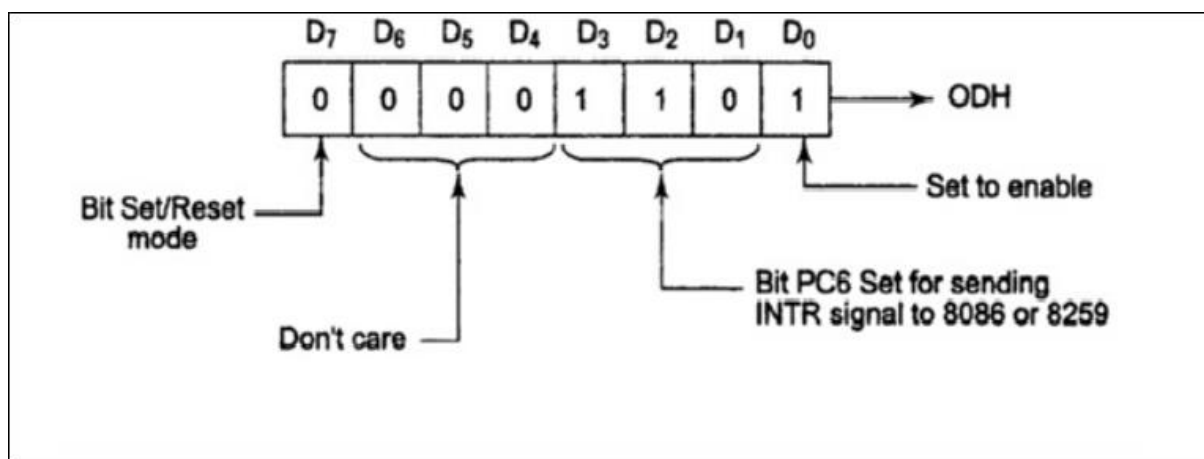 D7 D6 D5 D4 D3 D2 D1 D0
0 0 0 0 1 1 0 1 ODH
Set to enable
Bit Set/Reset
mode
Bit PC6 Set for sending
INTR signal to 8086 or 8259
Don't care